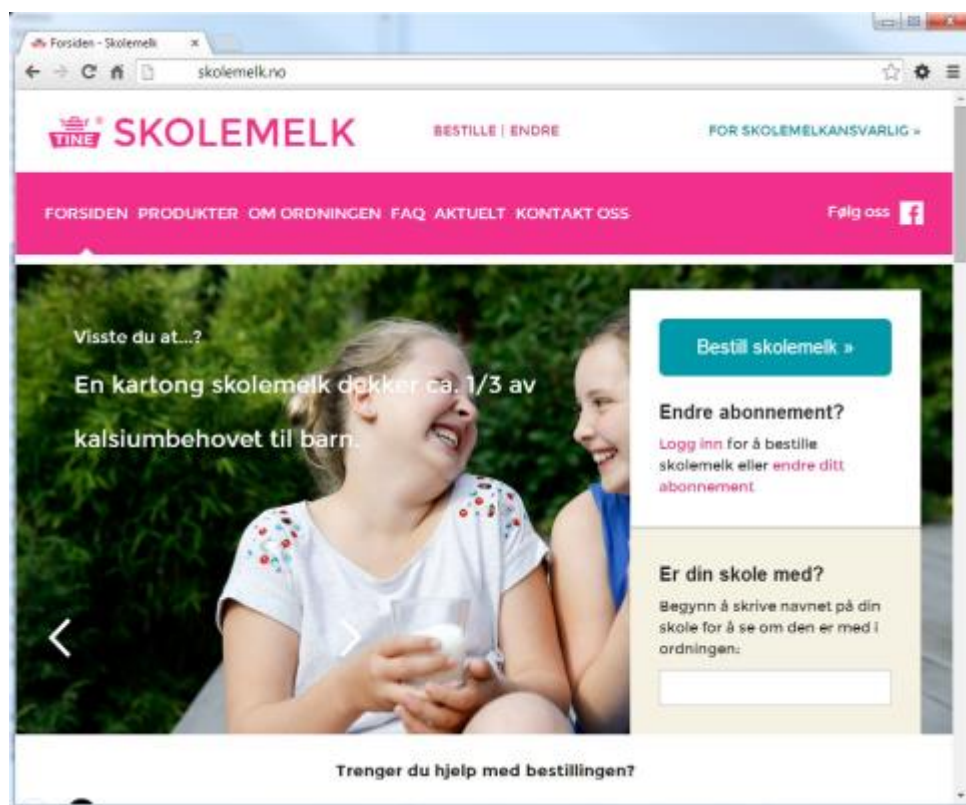 Forsiden - Skolemelk
skolemelk.no
TINE ® SKOLEMELK
BESTILLE | ENDRE
FOR SKOLEMELKANSVARLIG »
FORSIDEN PRODUKTER OM ORDNINGEN FAQ AKTUELT KONTAKT OSS
Følg oss f
Visste du at...?
En kartong skolemelk dekker ca. 1/3 av
kalsiumbehovet til barn.
Bestill skolemelk »
Endre abonnement?
Logg inn for å bestille
skolemelk eller endre ditt
abonnement
Er din skole med?
Begynn å skrive navnet på din
skole for å se om den er med i
ordningen:
Trenger du hjelp med bestillingen?